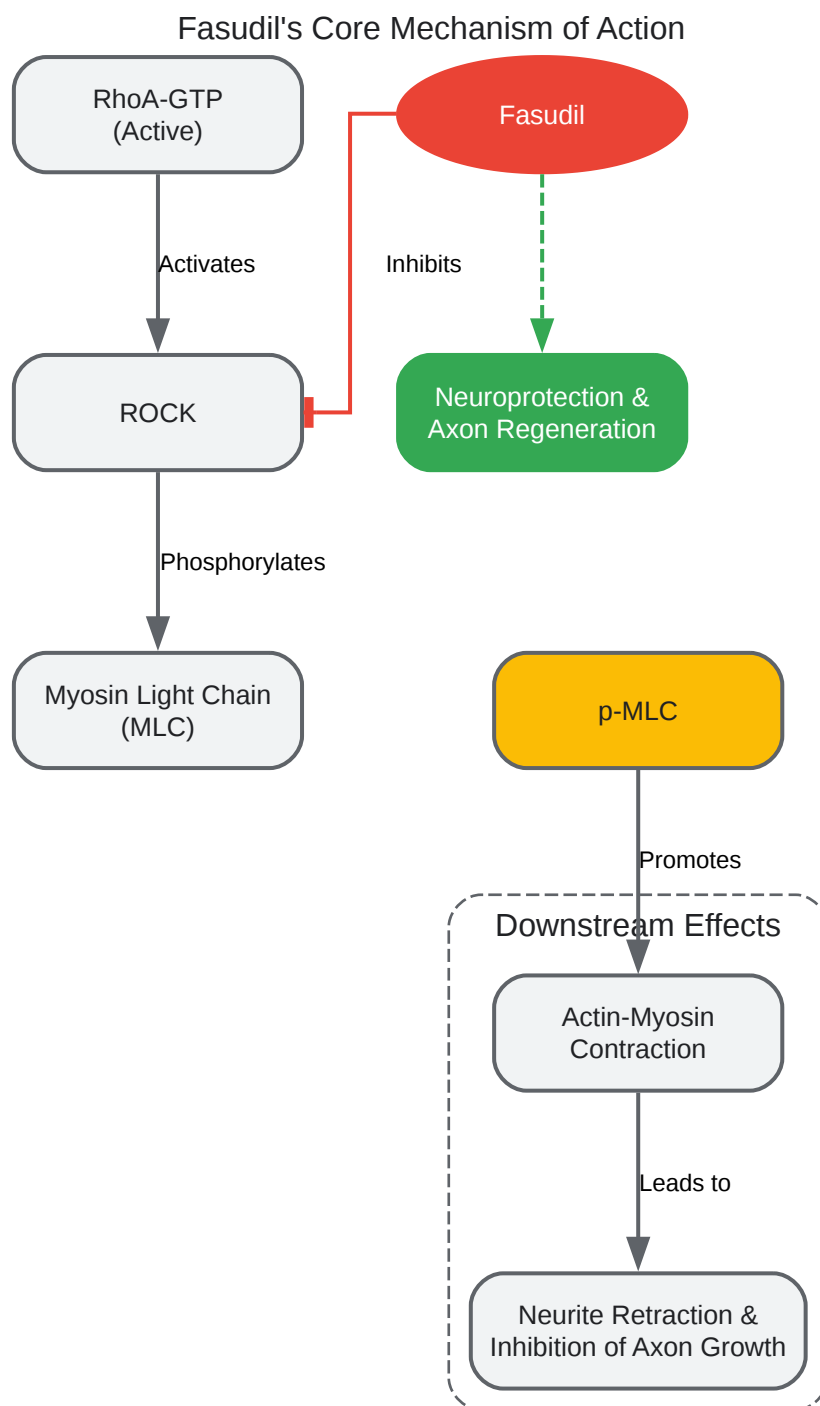 Fasudil's Core Mechanism of Action
RhoA-GTP
(Active)
Fasudil
Activates
Inhibits
ROCK
Neuroprotection &
Axon Regeneration
Phosphorylates
Myosin Light Chain
(MLC)
p-MLC
Promotes
Downstream Effects
Actin-Myosin
Contraction
Leads to
Neurite Retraction &
Inhibition of Axon Growth